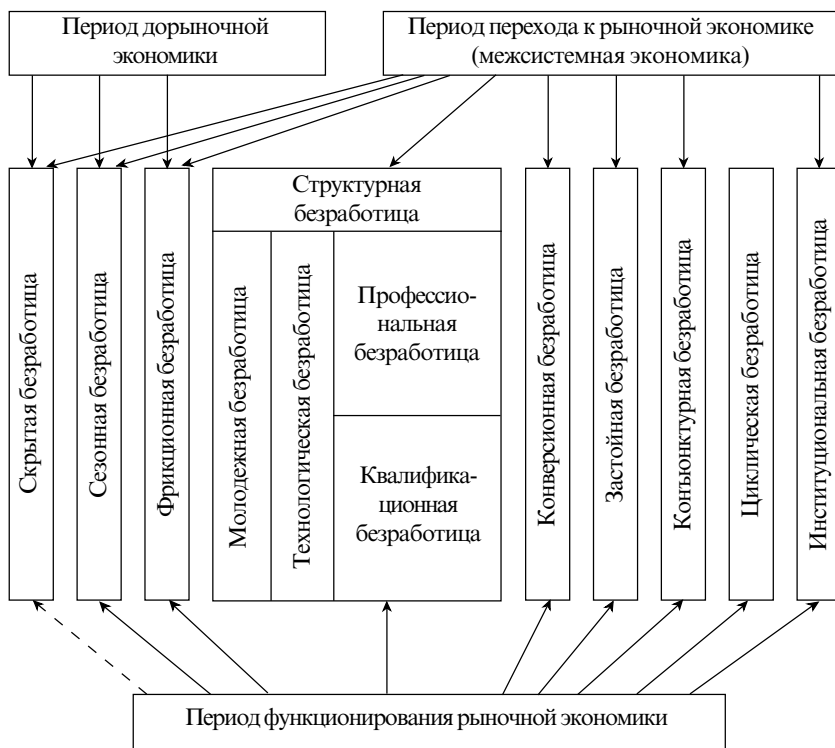 Период дорыночной
экономики
Период перехода к рыночной экономике
(межсистемная экономика)
Скрытая безработица
Сезонная безработица
Фрикционная безработица
Структурная
безработица
Молодежная безработица
Технологическая безработица
Профессио-
нальная
безработица
Квалифика-
ционная
безработица
Конверсионная безработица
Застойная безработица
Конъюнктурная безработица
Циклическая безработица
Институциональная безработица
Период функционирования рыночной экономики